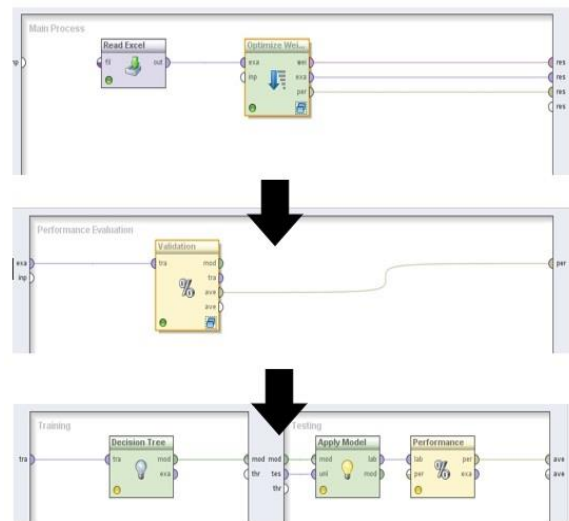 Main Process
Read Excel
Optimize Wei...
fil
out
exa
wei
res
inp
exa
res
per
res
res
Performance Evaluation
Validation
exa
tra
mod
per
inp
tra
ave
ave
Training
Testing
Decision Tree
Apply Model
Performance
tra
tra
mod
mod
mod
mod
lab
lab
per
ave
exa
thr
tes
uni
mod
per
exa
ave
thr